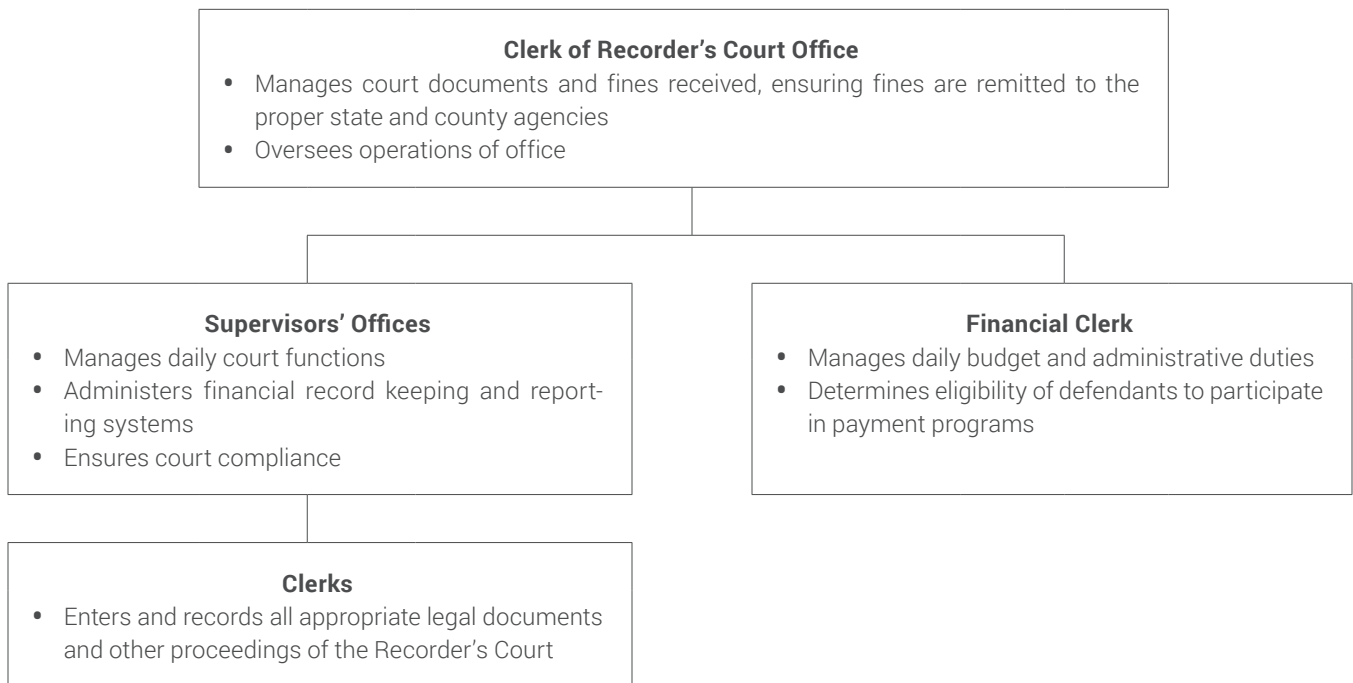 Clerk of Recorder’s Court Office
• Manages court documents and fines received, ensuring fines are remitted to the
proper state and county agencies
• Oversees operations of office
Supervisors’ Offices
• Manages daily court functions
• Administers financial record keeping and report-
ing systems
• Ensures court compliance
Financial Clerk
• Manages daily budget and administrative duties
• Determines eligibility of defendants to participate
in payment programs
Clerks
• Enters and records all appropriate legal documents
and other proceedings of the Recorder’s Court